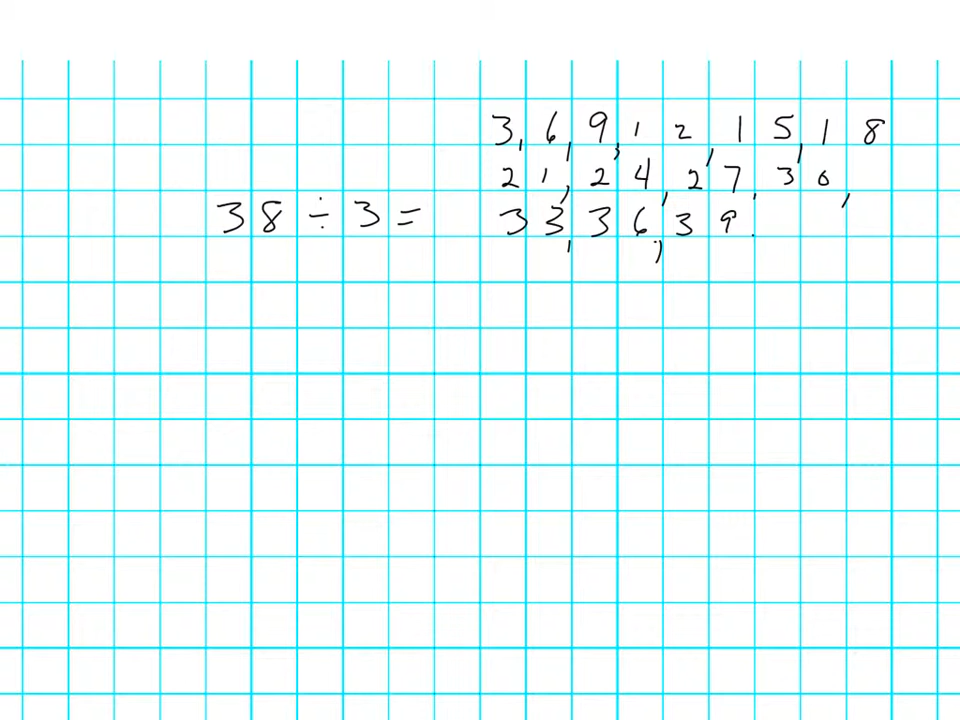 3, 6, 9, 12, 15, 18
21, 24, 27, 30,
38 ÷ 3 = 33, 36, 39.